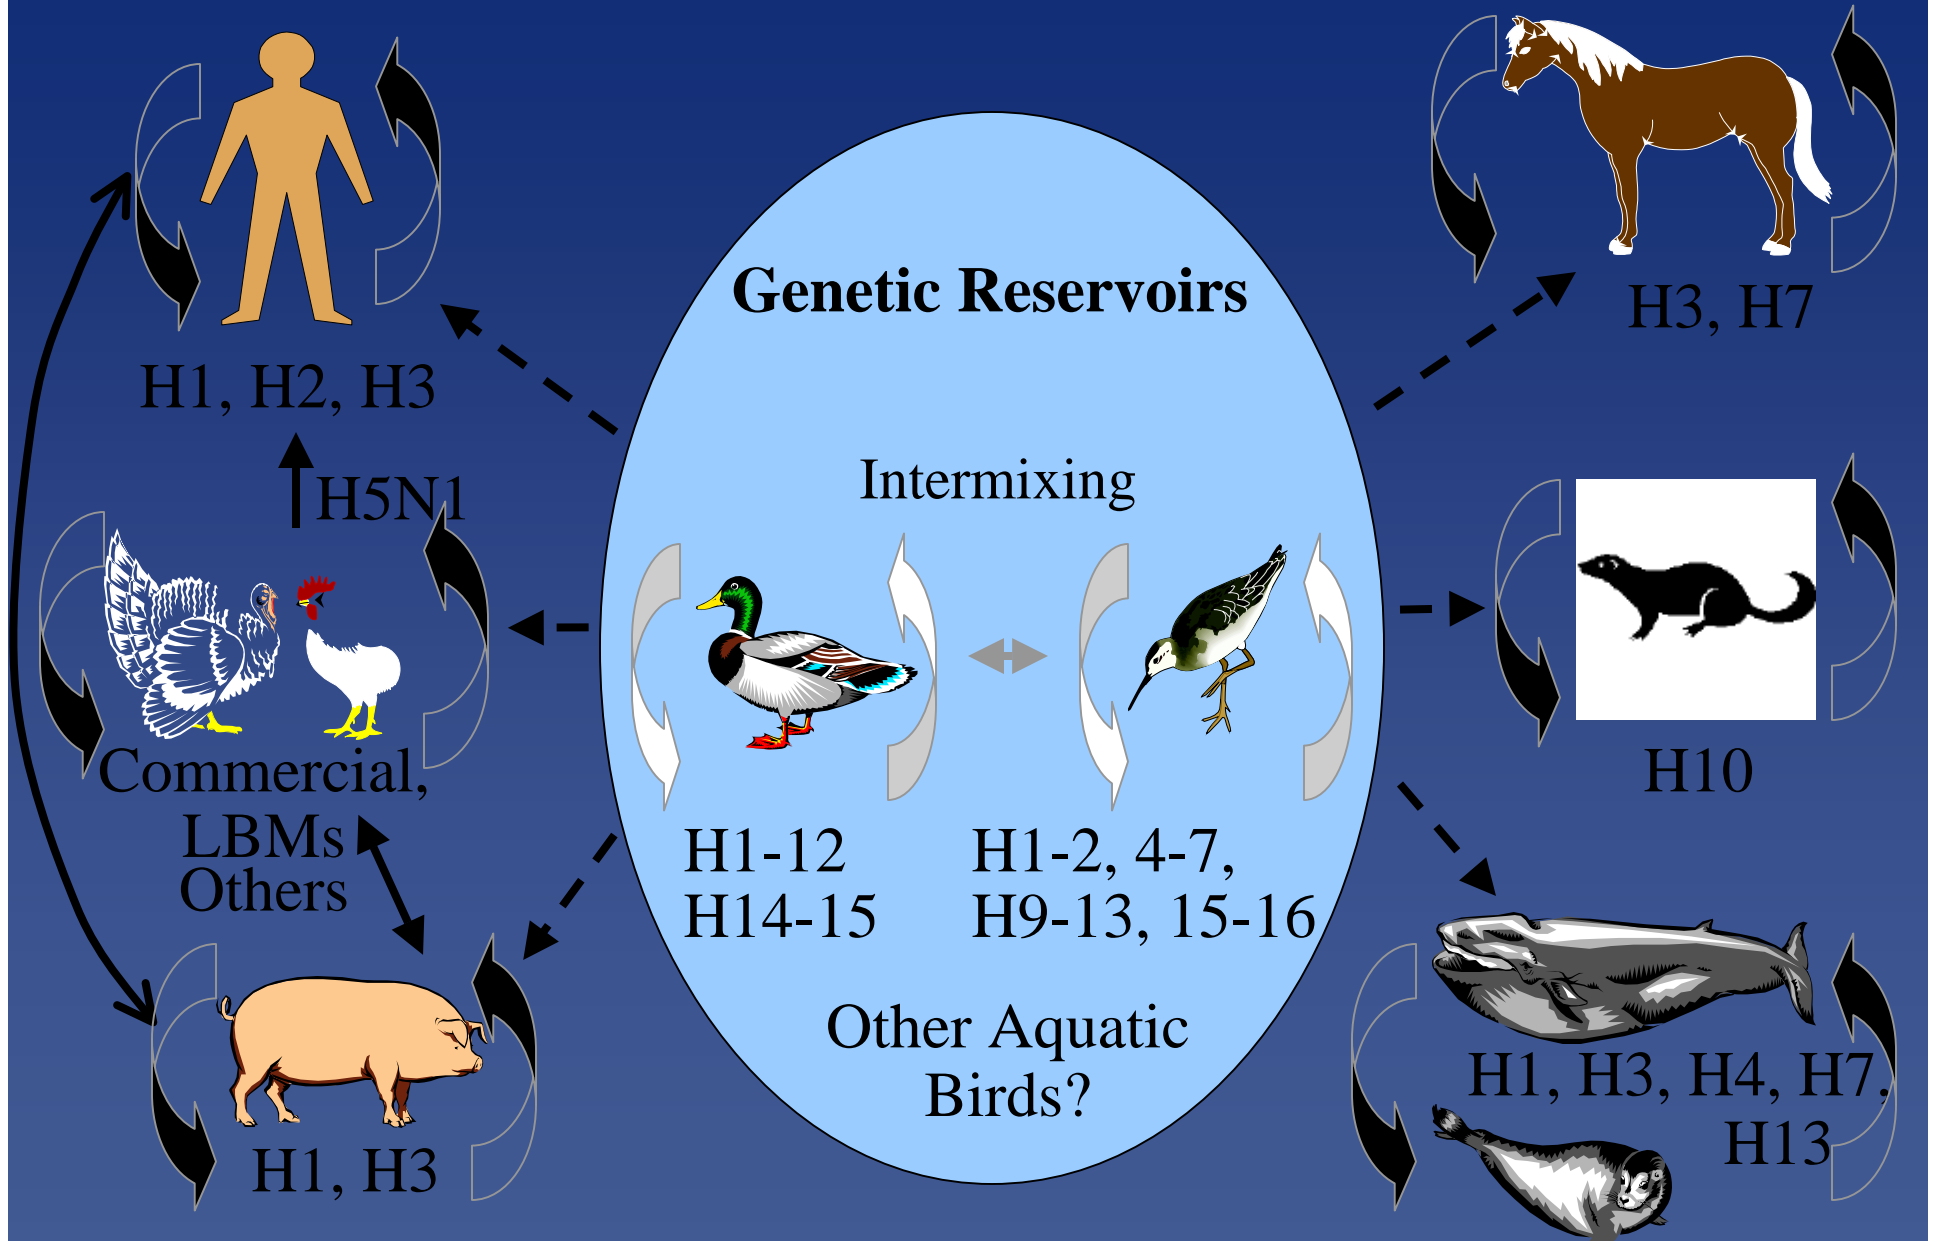 Genetic Reservoirs
Intermixing
H1-12
H14-15
H1-2, 4-7,
H9-13, 15-16
Other Aquatic
Birds?
H1, H2, H3
H5N1
Commercial,
LBMs
Others
H1, H3
H3, H7
H10
H1, H3, H4, H7,
H13